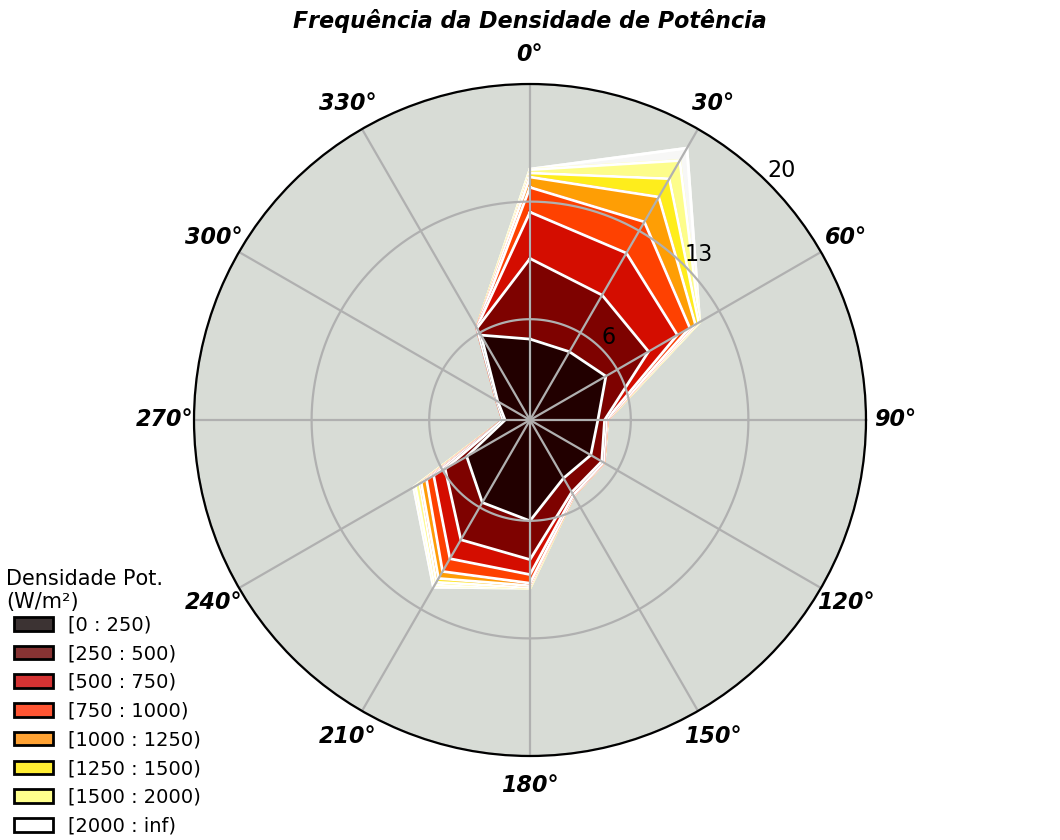 Frequência da Densidade de Potência
0°
30°
60°
90°
120°
150°
180°
210°
240°
270°
300°
330°
20
13
6
Densidade Pot.
(W/m²)
[0 : 250)
[250 : 500)
[500 : 750)
[750 : 1000)
[1000 : 1250)
[1250 : 1500)
[1500 : 2000)
[2000 : inf)